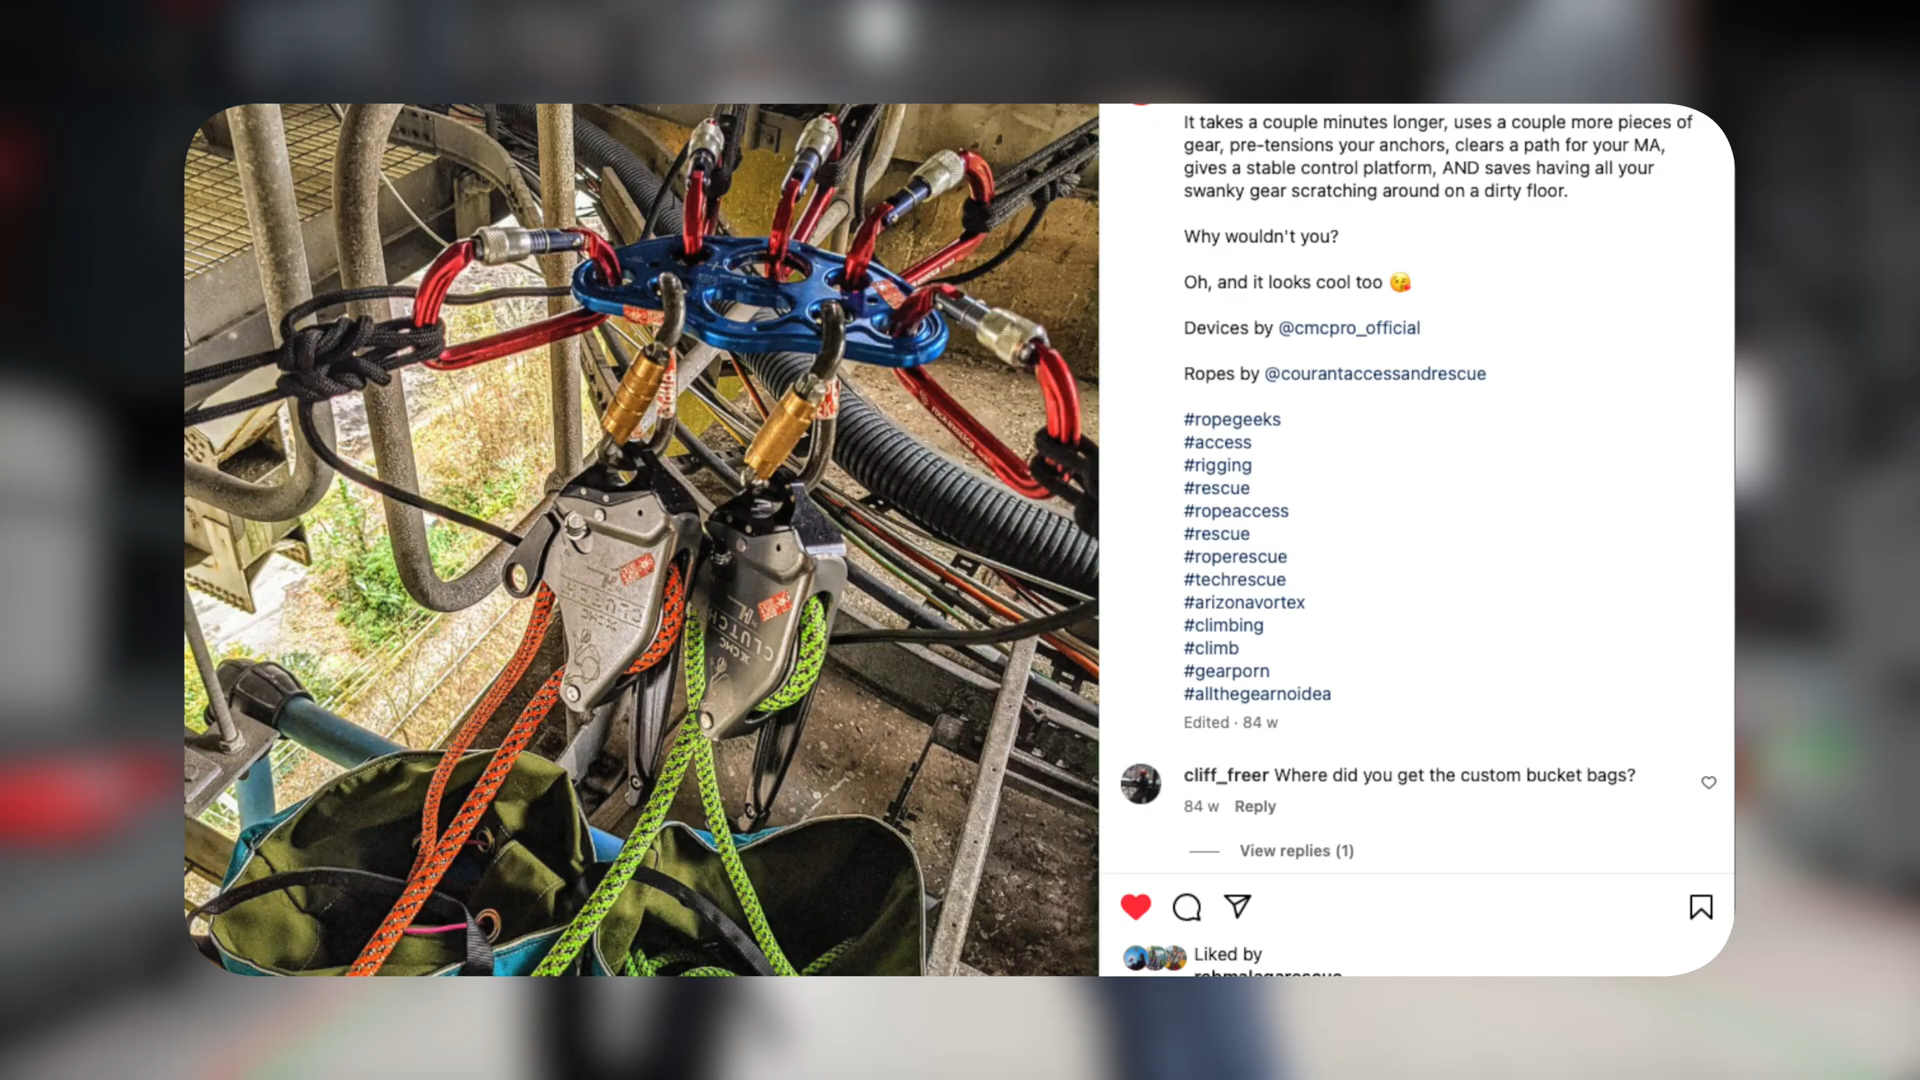 It takes a couple minutes longer, uses a couple more pieces of
gear, pre-tensions your anchors, clears a path for your MA,
gives a stable control platform, AND saves having all your
swanky gear scratching around on a dirty floor.
Why wouldn't you?
Oh, and it looks cool too 😘
Devices by @cmcpro_official
Ropes by @courantaccessandrescue
#ropegeeks
#access
#rigging
#rescue
#ropeaccess
#rescue
#roperescue
#techrescue
#arizonavortex
#climbing
#climb
#gearporn
#allthegearnoidea
Edited · 84 w
cliff_freer Where did you get the custom bucket bags?
84 w Reply
View replies (1)
Liked by
CLUTCH
CMC
CLUTCH
CMC